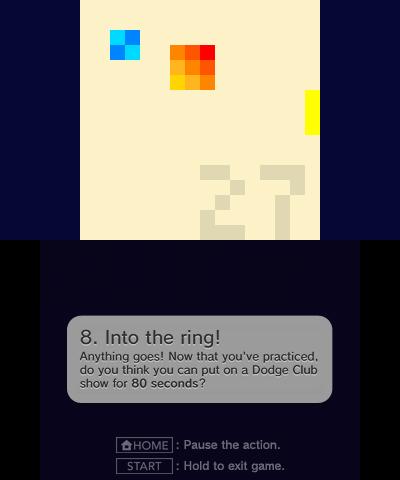 27
8. Into the ring!
Anything goes! Now that you've practiced,
do you think you can put on a Dodge Club
show for 80 seconds?
HOME : Pause the action.
START : Hold to exit game.